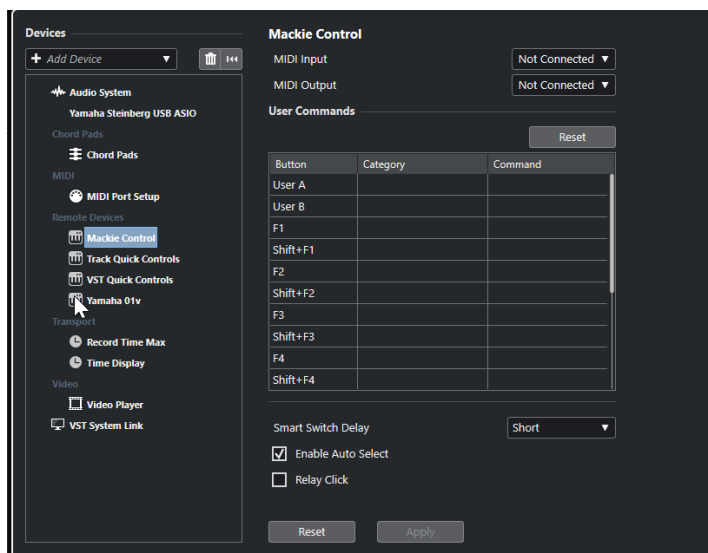 Devices
Mackie Control
+ Add Device
MIDI Input
Not Connected
MIDI Output
Not Connected
Audio System
Yamaha Steinberg USB ASIO
Chord Pads
Chord Pads
MIDI
MIDI Port Setup
Remote Devices
Mackie Control
Track Quick Controls
VST Quick Controls
Yamaha 01v
Transport
Record Time Max
Time Display
Video
Video Player
VST System Link
User Commands
Reset
Button Category Command
User A
User B
F1
Shift+F1
F2
Shift+F2
F3
Shift+F3
F4
Shift+F4
Smart Switch Delay
Short
Enable Auto Select
Relay Click
Reset
Apply